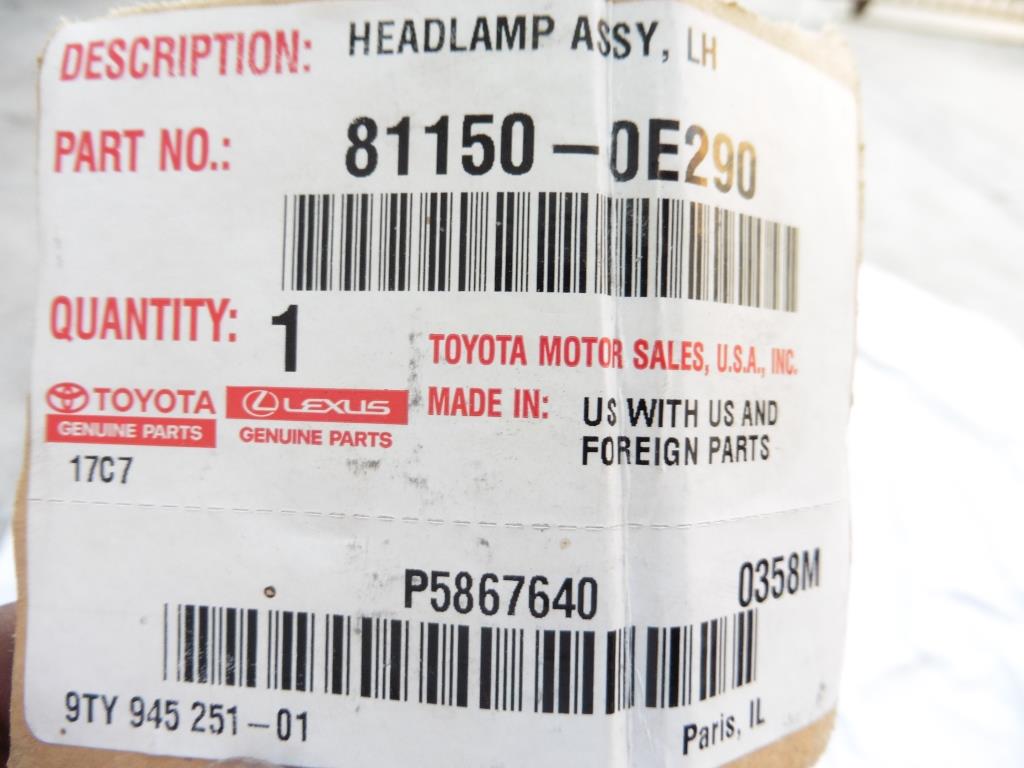 DESCRIPTION: HEADLAMP ASSY, LH
PART NO.: 81150-0E290
QUANTITY: 1
TOYOTA MOTOR SALES, U.S.A., INC.
TOYOTA
GENUINE PARTS
LEXUS
GENUINE PARTS
MADE IN: US WITH US AND
FOREIGN PARTS
17C7
P5867640 0358M
9TY 945 251-01
Paris, IL